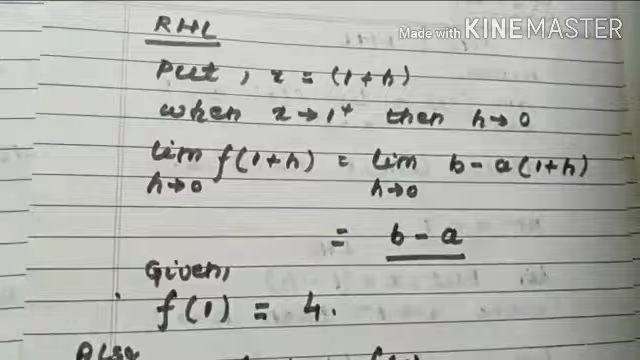 Made with KINEMASTER
RHL
Put, x = (1+h)
when x→1⁺ then h→0
lim f(1+h) = lim b-a(1+h)
h→0 h→0
= b-a
Given,
f(1) = 4.
Also